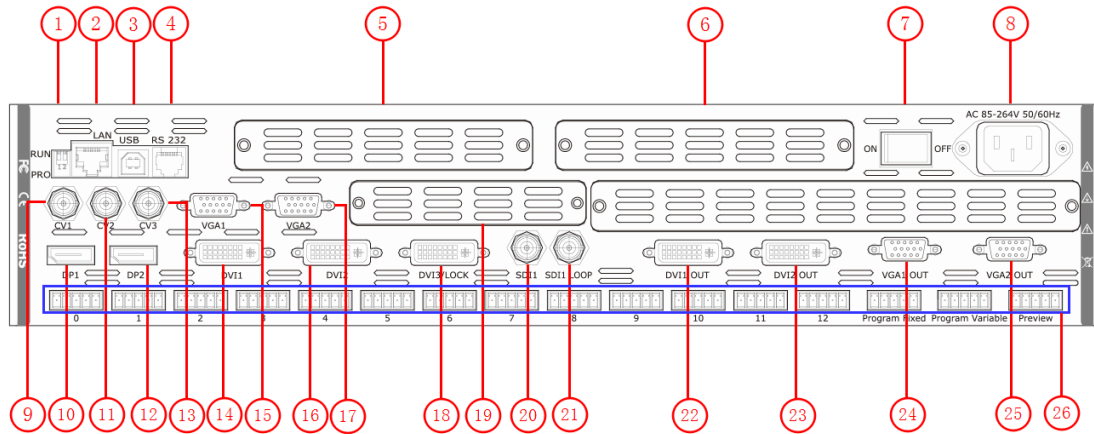 1 2 3 4 5 6 7 8
AC 85-264V 50/60Hz
LAN USB RS 232
RUN
PRO
ON OFF
FC CE ROHS
CV1 CV2 CV3 VGA1 VGA2
DP1 DP2 DVI1 DVI2 DVI3/LOCK SDI1 SDI1 LOOP DVI1 OUT DVI2 OUT VGA1 OUT VGA2 OUT
0 1 2 3 4 5 6 7 8 9 10 11 12 Program Fixed Program Variable Preview
9 10 11 12 13 14 15 16 17 18 19 20 21 22 23 24 25 26